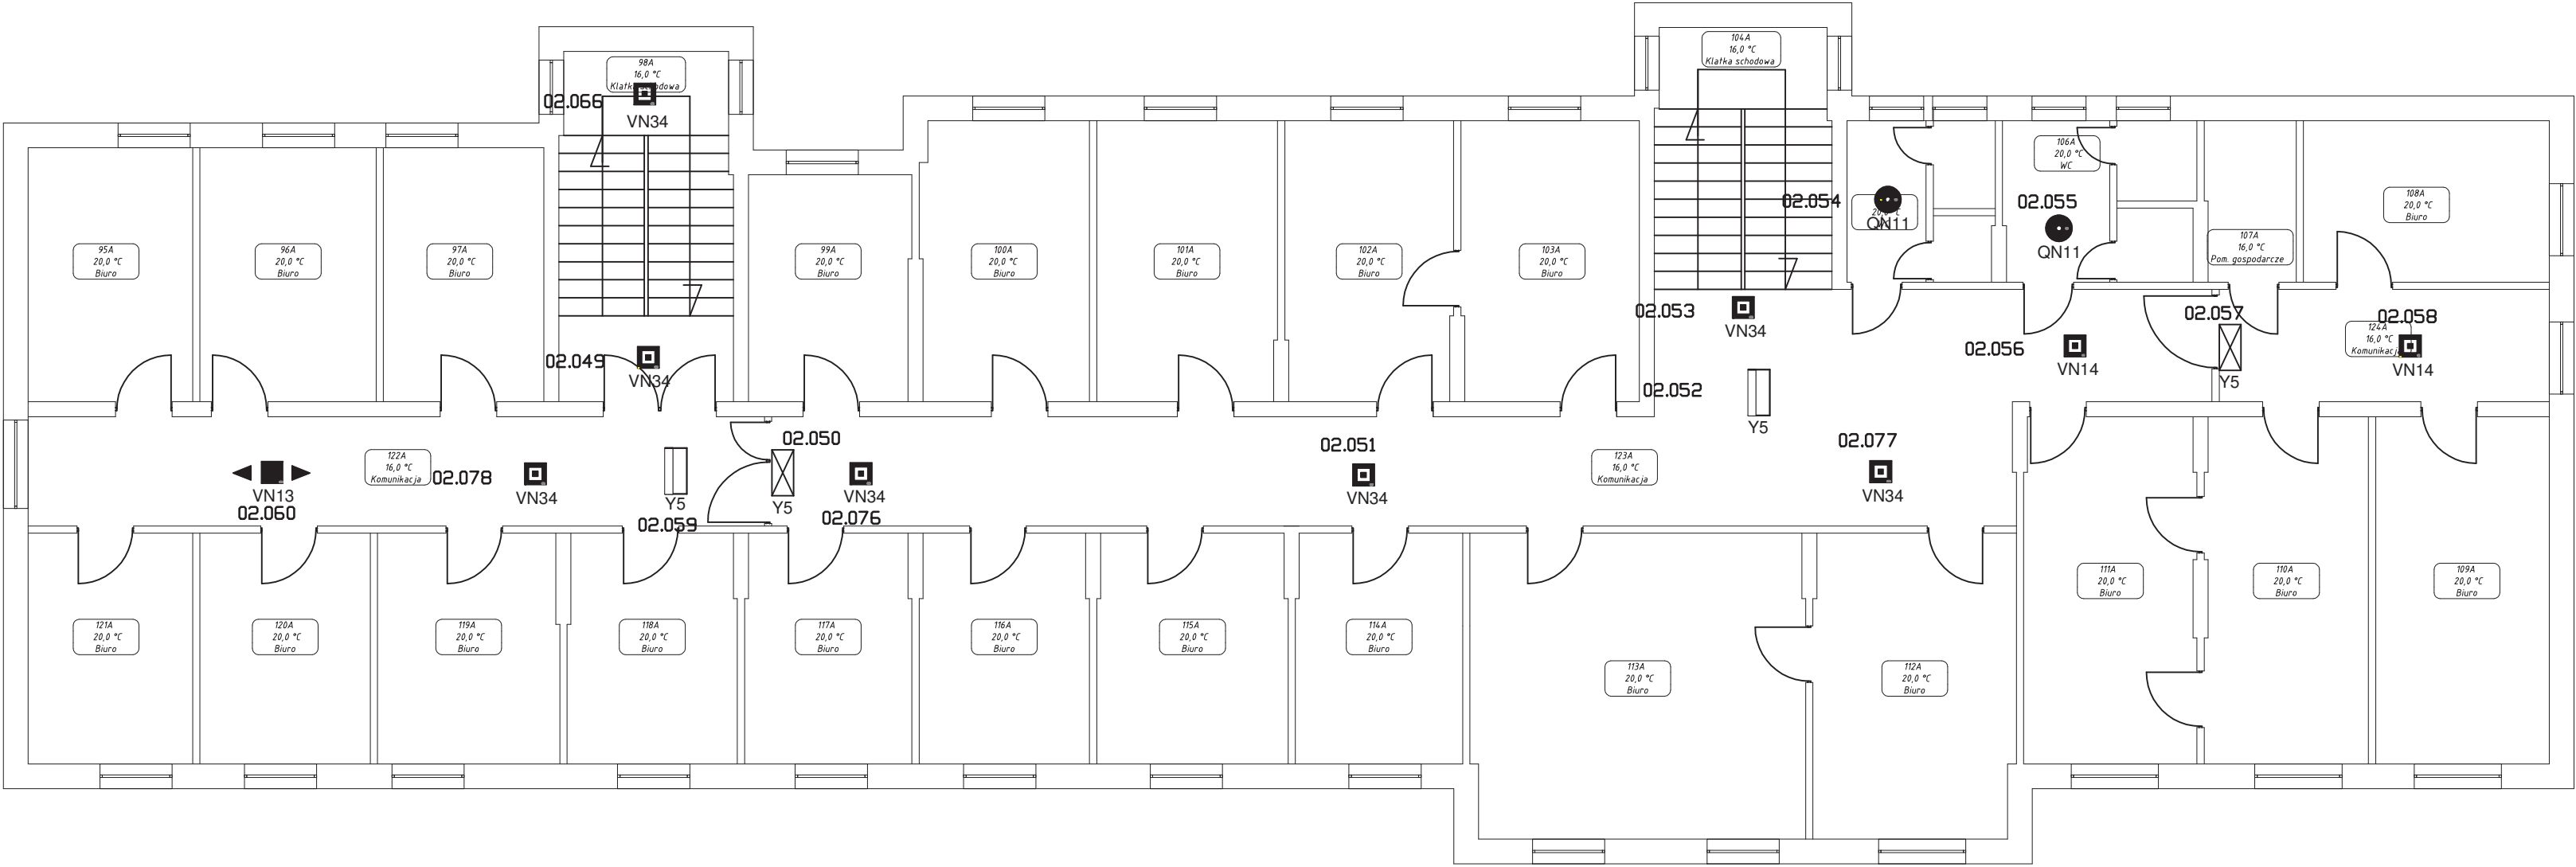 98A
16,0 °C
Klatka schodowa
02.066
VN34
104A
16,0 °C
Klatka schodowa
95A
20,0 °C
Biuro
96A
20,0 °C
Biuro
97A
20,0 °C
Biuro
99A
20,0 °C
Biuro
100A
20,0 °C
Biuro
101A
20,0 °C
Biuro
102A
20,0 °C
Biuro
103A
20,0 °C
Biuro
02.054
QN11
106A
20,0 °C
WC
02.055
QN11
107A
16,0 °C
Pom. gospodarcze
108A
20,0 °C
Biuro
02.049
VN34
02.053
VN34
02.052
Y5
02.056
VN14
02.057
Y5
02.058
124A
16,0 °C
Komunikacja
VN14
VN13
02.060
122A
16,0 °C
Komunikacja
02.078
VN34
Y5
02.059
02.050
Y5
VN34
02.076
02.051
VN34
123A
16,0 °C
Komunikacja
02.077
VN34
121A
20,0 °C
Biuro
120A
20,0 °C
Biuro
119A
20,0 °C
Biuro
118A
20,0 °C
Biuro
117A
20,0 °C
Biuro
116A
20,0 °C
Biuro
115A
20,0 °C
Biuro
114A
20,0 °C
Biuro
113A
20,0 °C
Biuro
112A
20,0 °C
Biuro
111A
20,0 °C
Biuro
110A
20,0 °C
Biuro
109A
20,0 °C
Biuro